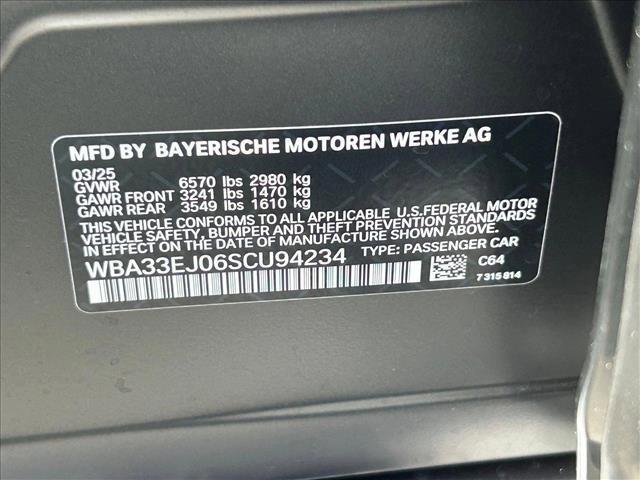 MFD BY BAYERISCHE MOTOREN WERKE AG
03/25
GVWR 6570 lbs 2980 kg
GAWR FRONT 3241 lbs 1470 kg
GAWR REAR 3549 lbs 1610 kg
THIS VEHICLE CONFORMS TO ALL APPLICABLE U.S.FEDERAL MOTOR
VEHICLE SAFETY, BUMPER AND THEFT PREVENTION STANDARDS
IN EFFECT ON THE DATE OF MANUFACTURE SHOWN ABOVE.
WBA33EJ06SCU94234 TYPE: PASSENGER CAR
C64
7 315 814